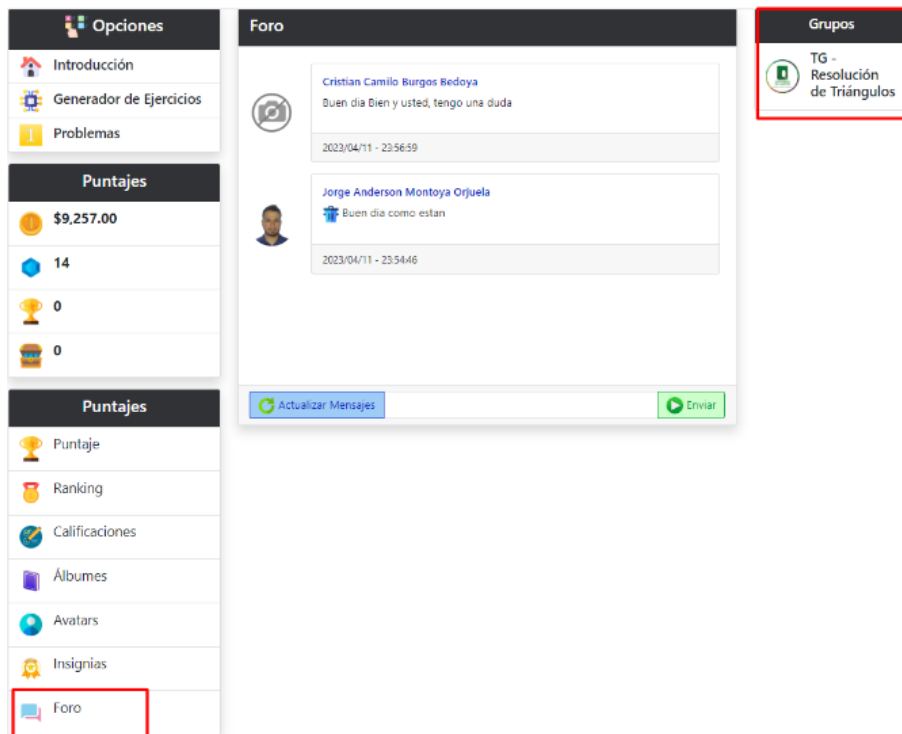 Opciones
Introducción
Generador de Ejercicios
Problemas
Puntajes
$9,257.00
14
0
0
Puntajes
Puntaje
Ranking
Calificaciones
Álbumes
Avatars
Insignias
Foro
Foro
Cristian Camilo Burgos Bedoya
Buen dia Bien y usted, tengo una duda
2023/04/11 - 23:56:59
Jorge Anderson Montoya Orjuela
Buen dia como estan
2023/04/11 - 23:54:46
Actualizar Mensajes
Enviar
Grupos
TG -
Resolución
de Triángulos